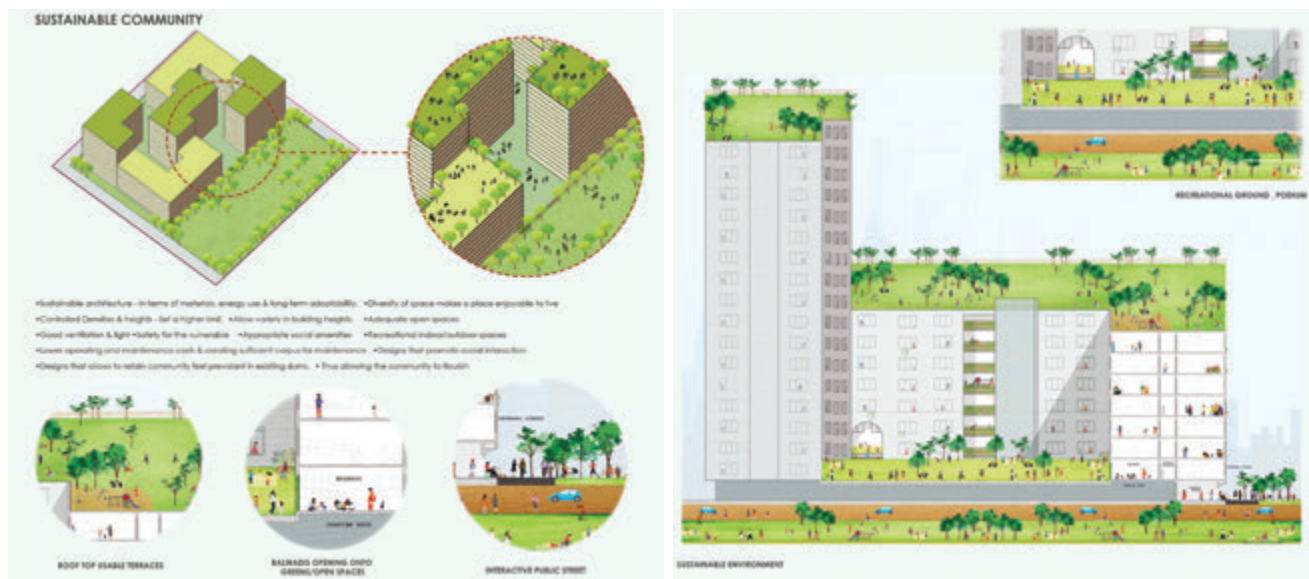 SUSTAINABLE COMMUNITY
•Sustainable architecture - in terms of materials, energy use & long term adaptability. •Diversity of space makes a place enjoyable to live
•Controlled Densities & heights - Set a higher limit. •Allow variety in building heights. •Adequate open spaces
•Good ventilation & light •Safety for the vulnerable •Appropriate social amenities •Recreational indoor/outdoor spaces
•Lower operating and maintenance costs & creating sufficient corpus for maintenance •Designs that promote social interaction
•Designs that allows to retain community feel prevalent in existing slums. • Thus allowing the community to flourish
ROOF TOP USABLE TERRACES
BALWADIS OPENING ONTO
GREENS/OPEN SPACES
INTERACTIVE PUBLIC STREET
RECREATIONAL GROUND , PODIUM
SUSTAINABLE ENVIRONMENT